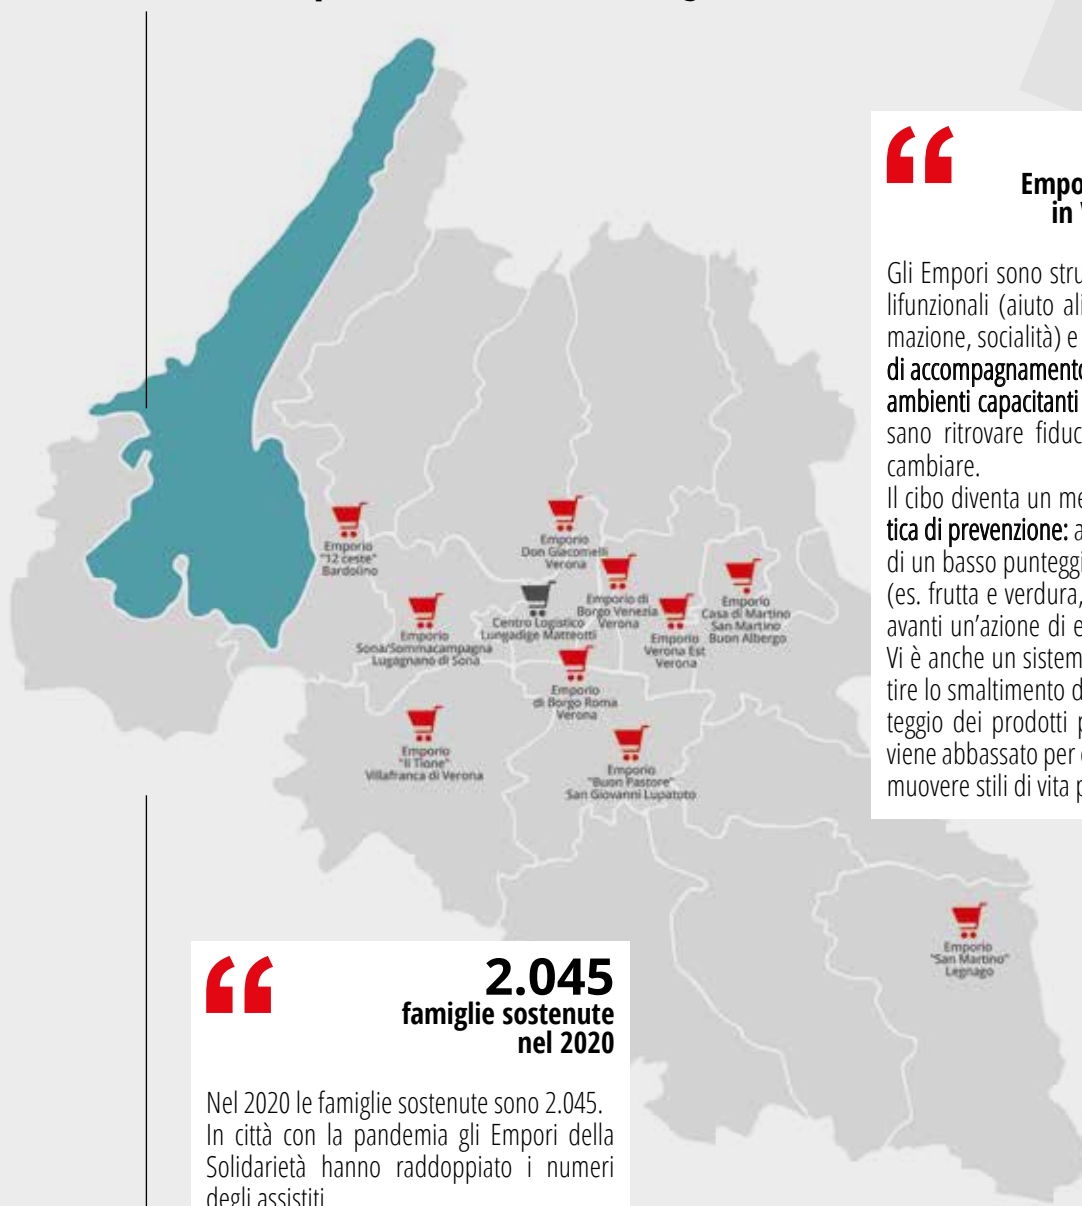 Empo
in
Gli Empori sono stru
lifunzionali (aiuto ali
mazione, socialità) e
di accompagnamento
ambienti capacitanti
sano ritrovare fiduc
cambiare.
Il cibo diventa un me
tica di prevenzione: a
di un basso punteggi
(es. frutta e verdura,
avanti un'azione di e
Vi è anche un sistem
tire lo smaltimento d
teggio dei prodotti p
viene abbassato per
muovere stili di vita p
Emporio
"12 ceste"
Bardolino
Emporio
Don Giacomelli
Verona
Emporio di
Borgo Venezia
Verona
Emporio
Casa di Martino
San Martino
Buon Albergo
Centro Logistico
Lungadige Matteotti
Emporio
Sona/Sommacampagna
Lugagnano di Sona
Emporio
Verona Est
Verona
Emporio
di Borgo Roma
Verona
Emporio
"Il Tione"
Villafranca di Verona
Emporio
"Buon Pastore"
San Giovanni Lupatoto
Emporio
"San Martino"
Legnago
2.045
famiglie sostenute
nel 2020
Nel 2020 le famiglie sostenute sono 2.045.
In città con la pandemia gli Empori della
Solidarietà hanno raddoppiato i numeri
degli assistiti